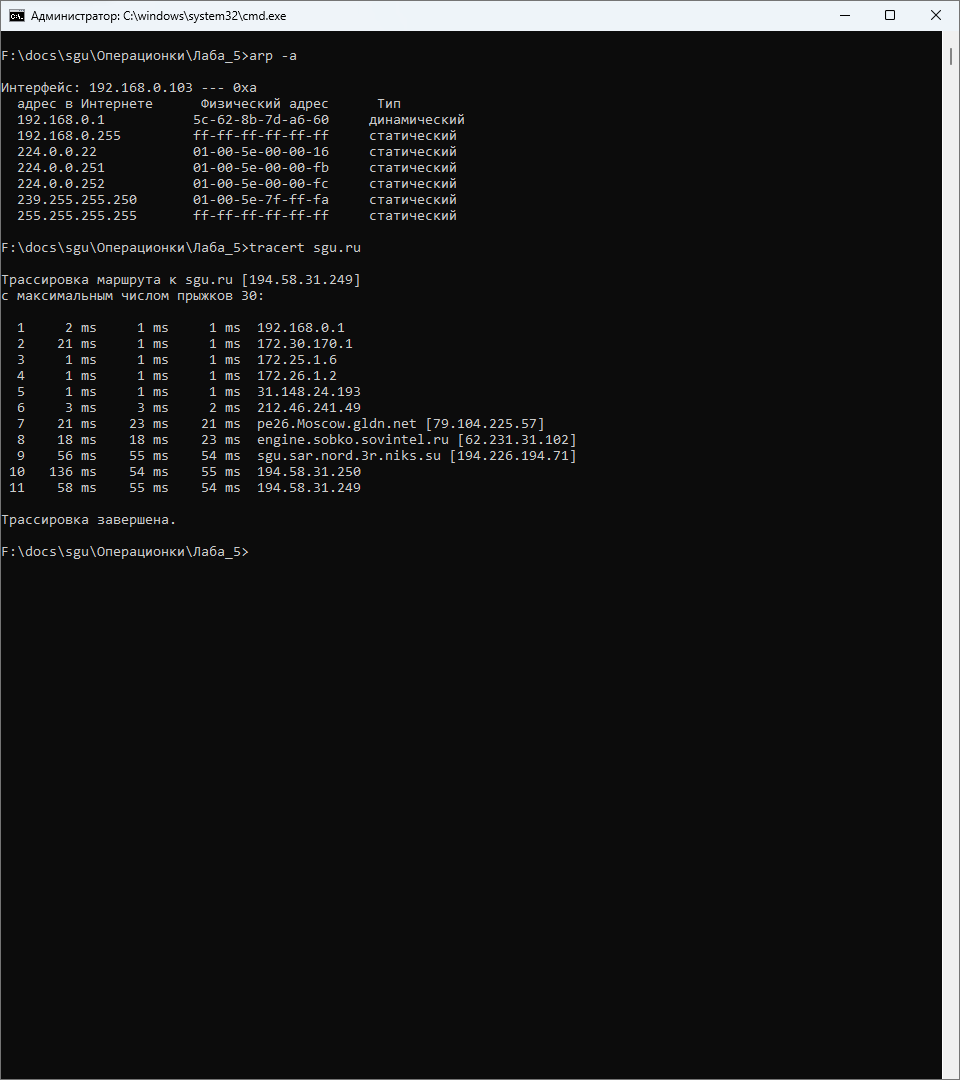 Администратор: C:\windows\system32\cmd.exe
F:\docs\sgu\Операционки\Лаба_5>arp -a
Интерфейс: 192.168.0.103 --- 0xa
адрес в Интернете Физический адрес Тип
192.168.0.1 5c-62-8b-7d-a6-60 динамический
192.168.0.255 ff-ff-ff-ff-ff-ff статический
224.0.0.22 01-00-5e-00-00-16 статический
224.0.0.251 01-00-5e-00-00-fb статический
224.0.0.252 01-00-5e-00-00-fc статический
239.255.255.250 01-00-5e-7f-ff-fa статический
255.255.255.255 ff-ff-ff-ff-ff-ff статический
F:\docs\sgu\Операционки\Лаба_5>tracert sgu.ru
Трассировка маршрута к sgu.ru [194.58.31.249]
с максимальным числом прыжков 30:
1 2 ms 1 ms 1 ms 192.168.0.1
2 21 ms 1 ms 1 ms 172.30.170.1
3 1 ms 1 ms 1 ms 172.25.1.6
4 1 ms 1 ms 1 ms 172.26.1.2
5 1 ms 1 ms 1 ms 31.148.24.193
6 3 ms 3 ms 2 ms 212.46.241.49
7 21 ms 23 ms 21 ms pe26.Moscow.gldn.net [79.104.225.57]
8 18 ms 18 ms 23 ms engine.sobko.sovintel.ru [62.231.31.102]
9 56 ms 55 ms 54 ms sgu.sar.nord.3r.niks.su [194.226.194.71]
10 136 ms 54 ms 55 ms 194.58.31.250
11 58 ms 55 ms 54 ms 194.58.31.249
Трассировка завершена.
F:\docs\sgu\Операционки\Лаба_5>